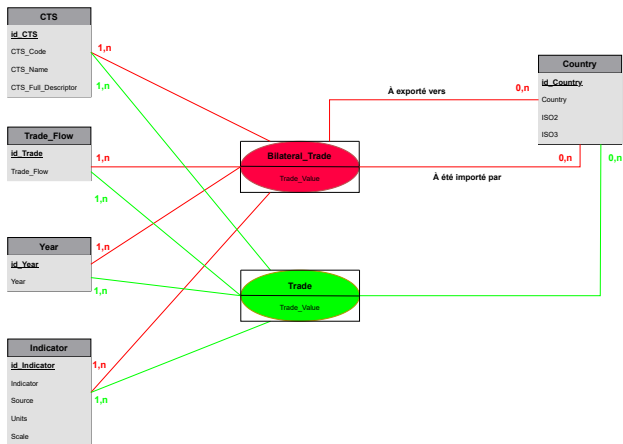 CTS
id_CTS
CTS_Code
CTS_Name
CTS_Full_Descriptor
1,n
1,n
Trade_Flow
id_Trade
Trade_Flow
1,n
1,n
Year
id_Year
Year
1,n
1,n
Indicator
id_Indicator
Indicator
Source
Units
Scale
1,n
1,n
Bilateral_Trade
Trade_Value
Trade
Trade_Value
À exporté vers
À été importé par
Country
id_Country
Country
ISO2
ISO3
0,n
0,n
0,n